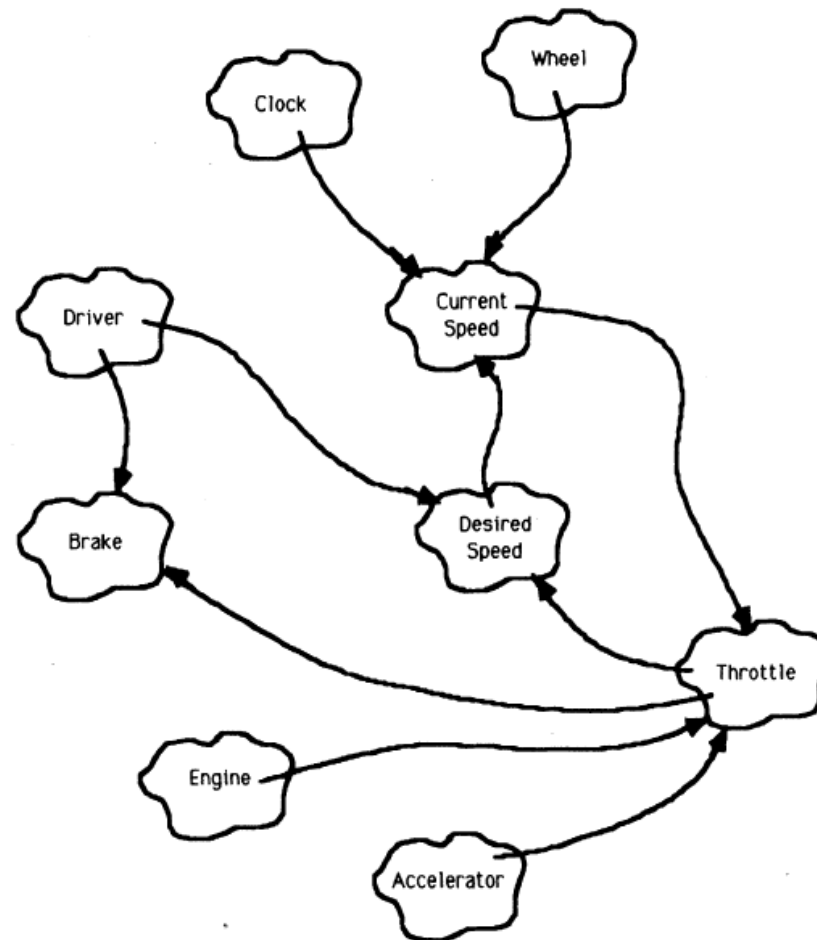 Wheel
Clock
Current
Speed
Driver
Desired
Speed
Brake
Throttle
Engine
Accelerator